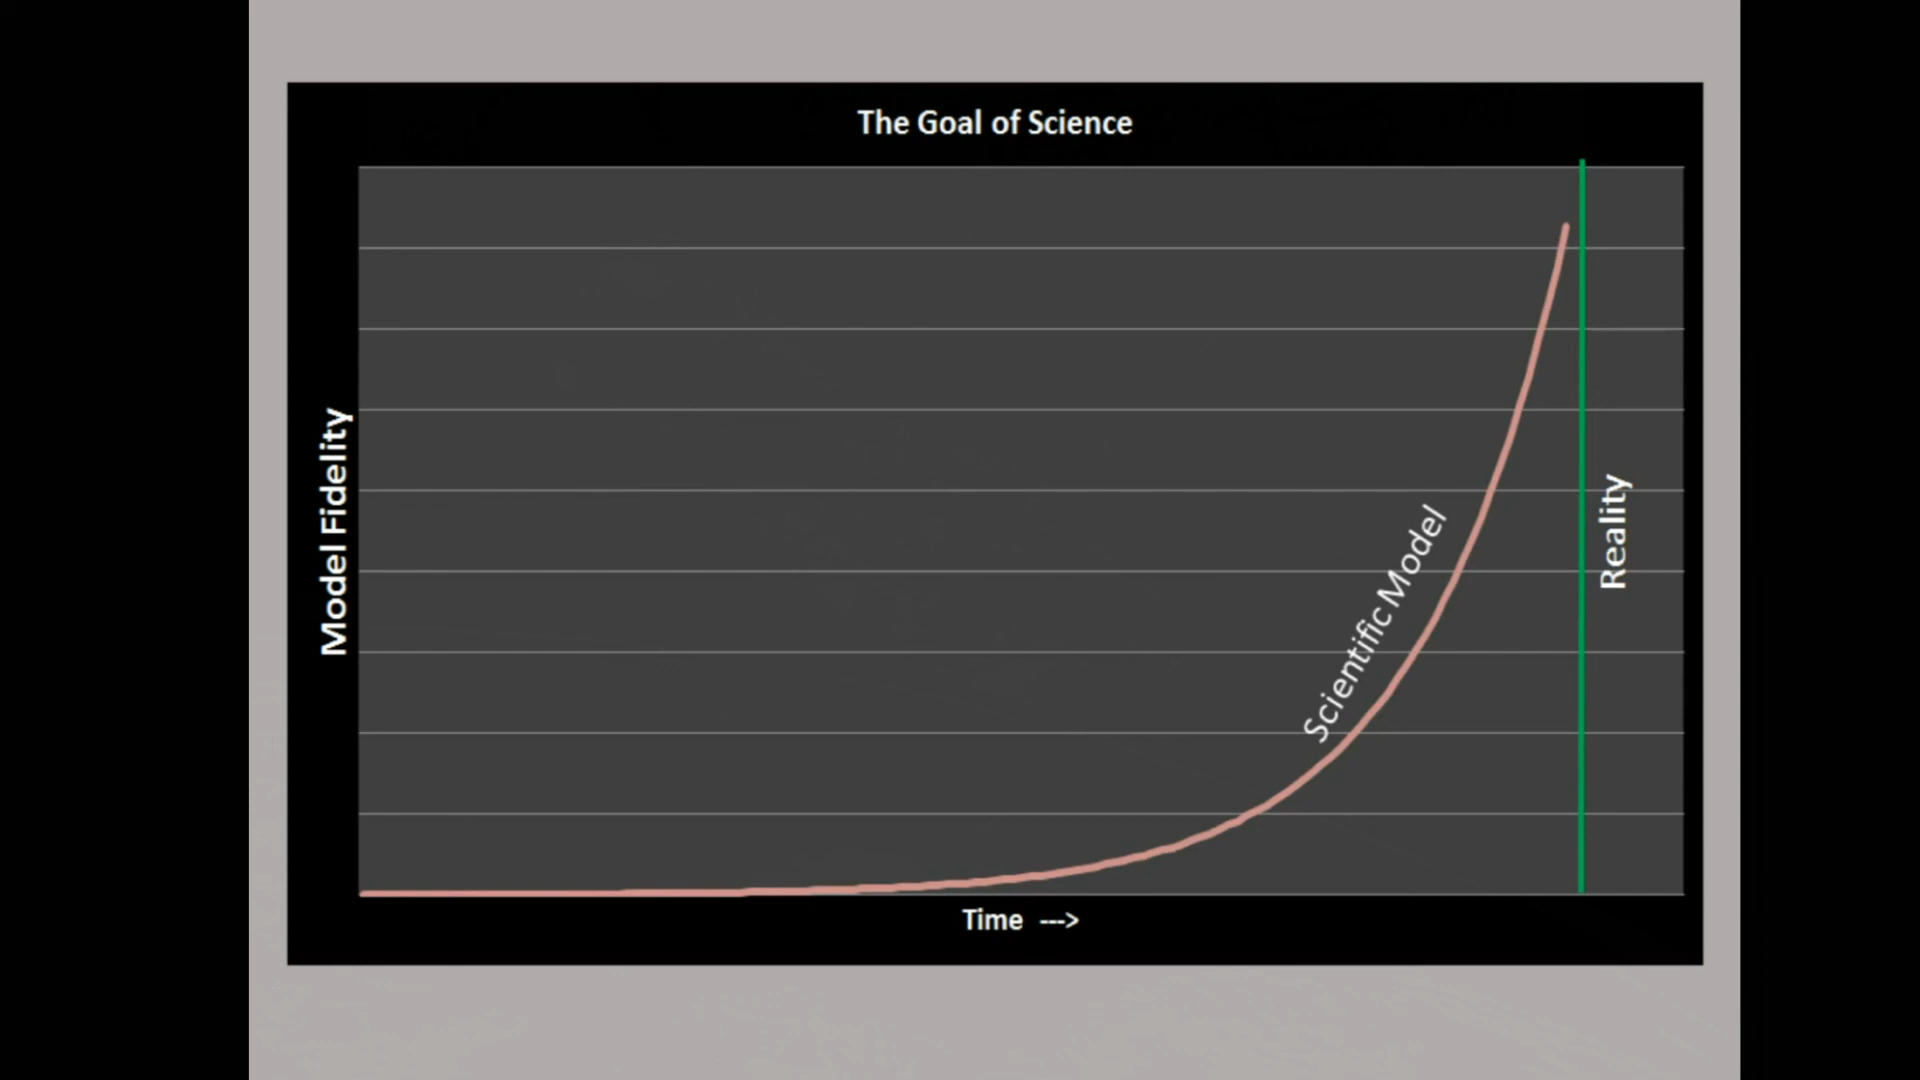 The Goal of Science
Model Fidelity
Scientific Model
Reality
Time --->